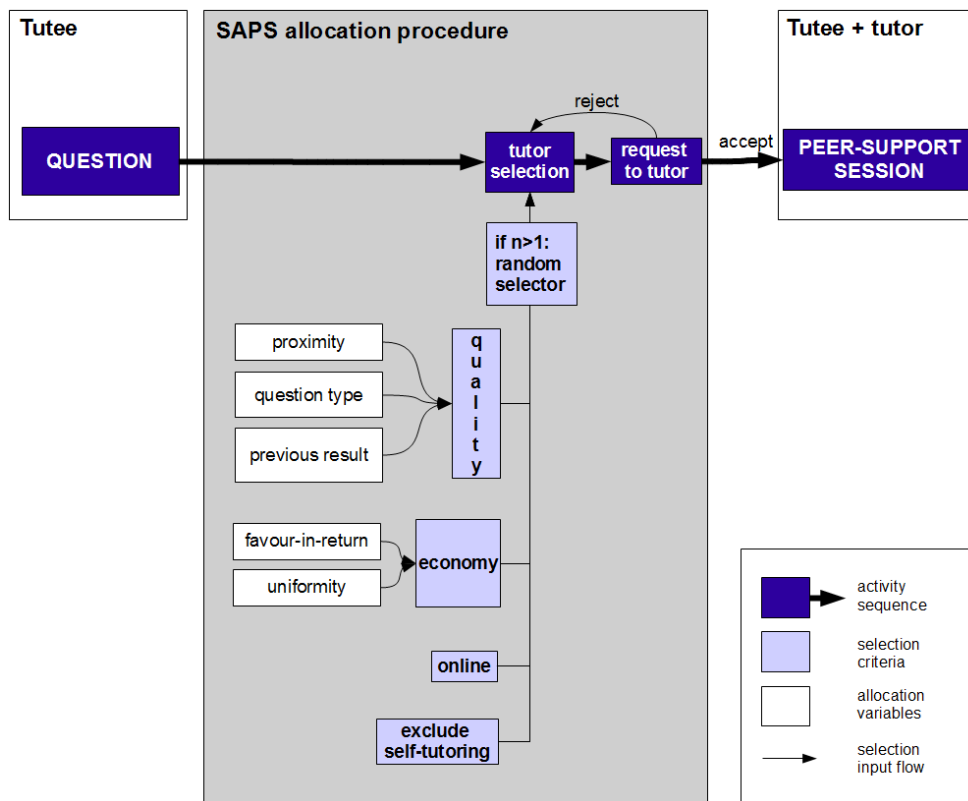 Tutee
SAPS allocation procedure
Tutee + tutor
reject
QUESTION
tutor
selection
request
to tutor
accept
PEER-SUPPORT
SESSION
if n>1:
random
selector
proximity
question type
previous result
q
u
a
l
i
t
y
favour-in-return
uniformity
economy
online
exclude
self-tutoring
activity
sequence
selection
criteria
allocation
variables
selection
input flow